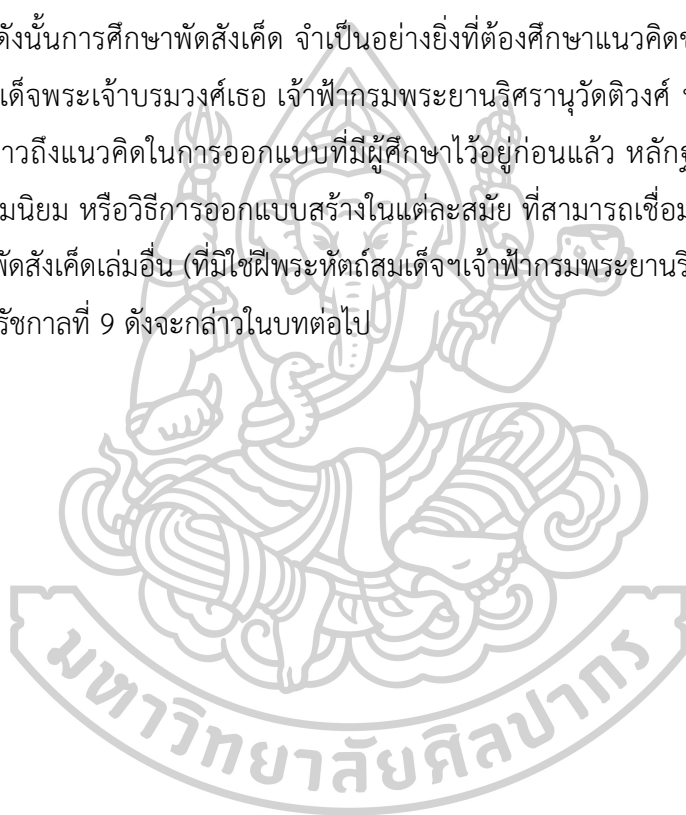 ดังนั้นการศึกษาพัดสังเค็ด จำเป็นอย่างยิ่งที่ต้องศึกษาแนวคิด
เด็จพระเจ้าบรมวงศ์เธอ เจ้าฟ้ากรมพระยานริศรานุวัดติวงศ์
าวถึงแนวคิดในการออกแบบที่มีผู้ศึกษาไว้อยู่ก่อนแล้ว
มนิยม หรือวิธีการออกแบบสร้างในแต่ละสมัย ที่สามารถเชื่อม
พัดสังเค็ดเล่มอื่น (ที่มิใช่ฝีพระหัตถ์สมเด็จฯเจ้าฟ้ากรมพระยานริ
รัชกาลที่ 9 ดังจะกล่าวในบทต่อไป
มหาวิทยาลัยศิลปากร